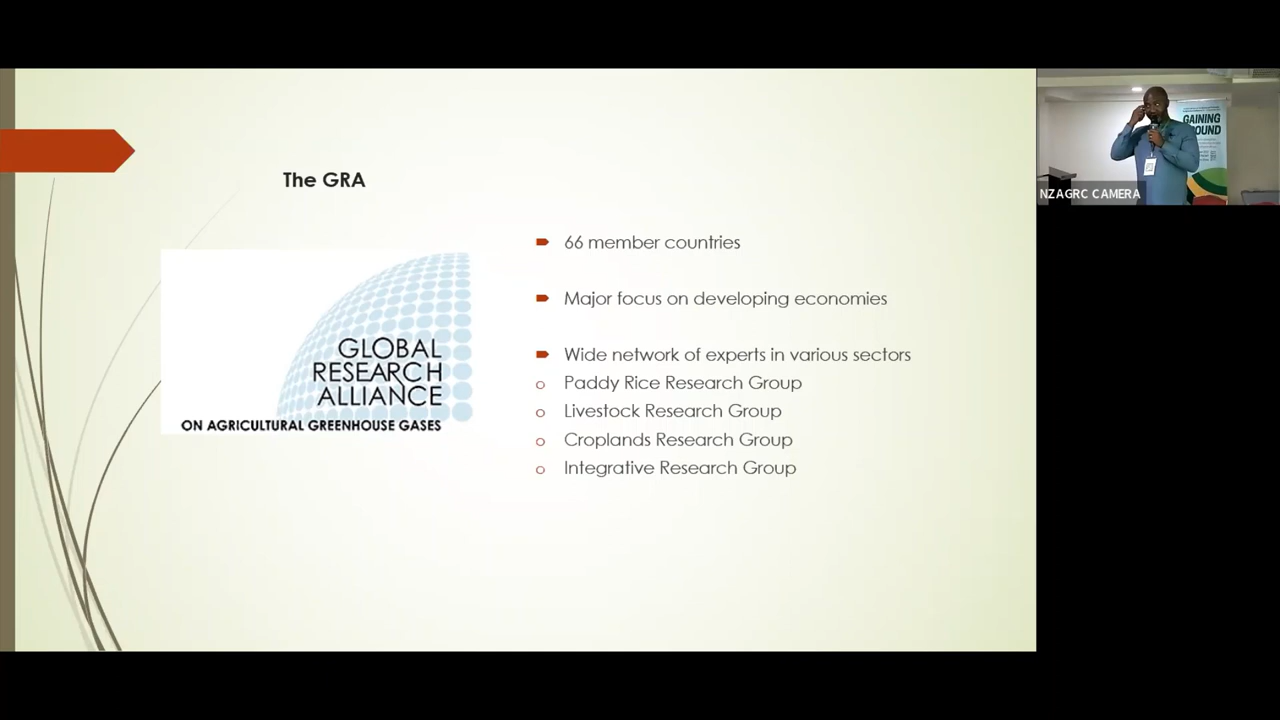 The GRA
GLOBAL
RESEARCH
ALLIANCE
ON AGRICULTURAL GREENHOUSE GASES
66 member countries
Major focus on developing economies
Wide network of experts in various sectors
Paddy Rice Research Group
Livestock Research Group
Croplands Research Group
Integrative Research Group
GAINING
NZAGRC CAMERA